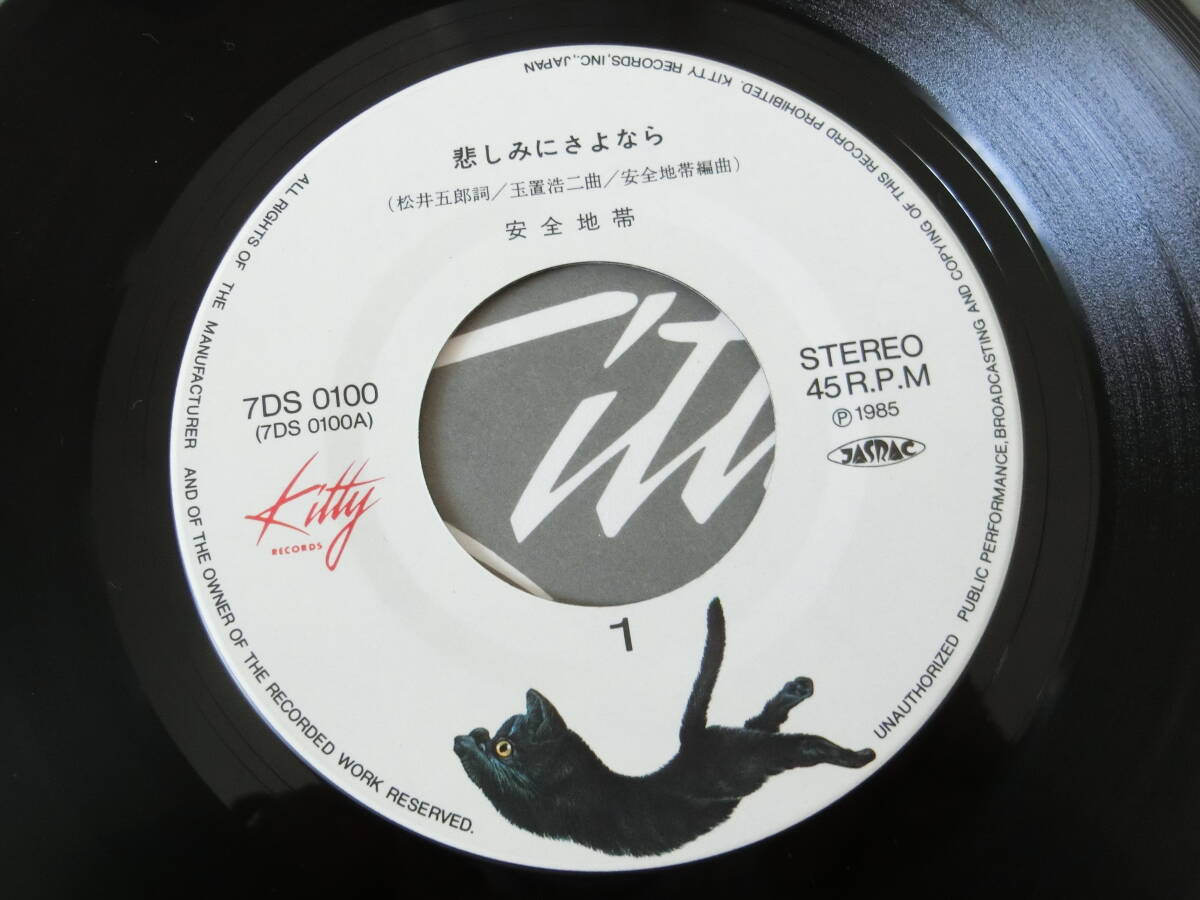 悲しみにさよなら
(松井五郎詞/玉置浩二曲/安全地帯編曲)
安全地帯
7DS 0100
(7DS 0100A)
Kitty
RECORDS
STEREO
45 R.P.M
Ⓟ 1985
JASRAC
1
ALL RIGHTS OF THE MANUFACTURER AND OF THE OWNER OF THE RECORDED WORK RESERVED.
UNAUTHORIZED PUBLIC PERFORMANCE, BROADCASTING AND COPYING OF THIS RECORD PROHIBITED. KITTY RECORDS, INC., JAPAN